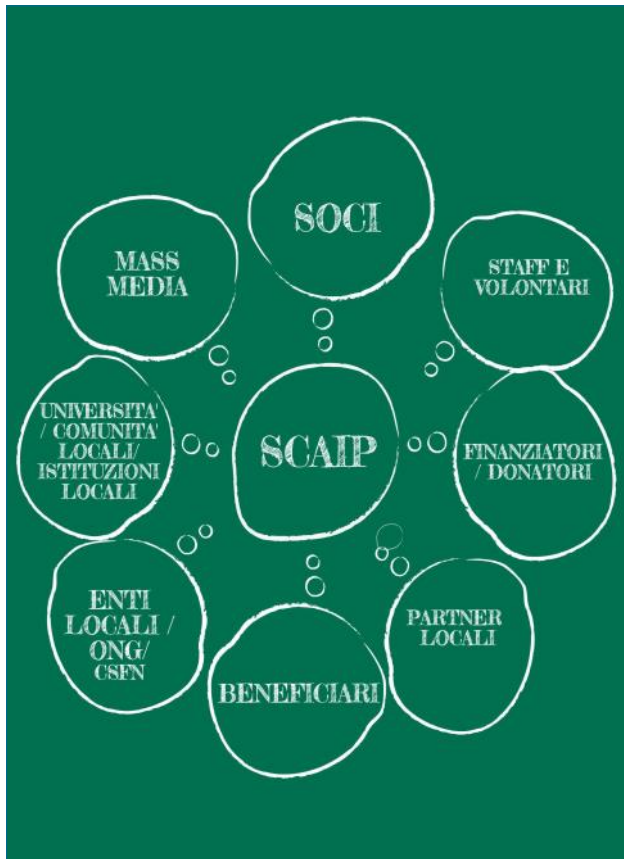 SOCI
MASS
MEDIA
STAFF E
VOLONTARI
UNIVERSITA'
/ COMUNITA'
LOCALI/
ISTITUZIONI
LOCALI
SCAIP
FINANZIATORI
/ DONATORI
ENTI
LOCALI /
ONG/
CSFN
BENEFICIARI
PARTNER
LOCALI